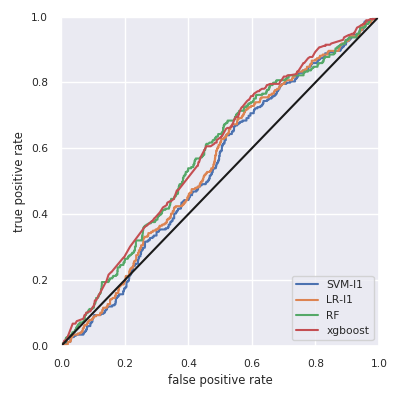 1.0
0.8
0.6
0.4
0.2
0.0
true positive rate
0.0 0.2 0.4 0.6 0.8 1.0
false positive rate
SVM-l1
LR-l1
RF
xgboost